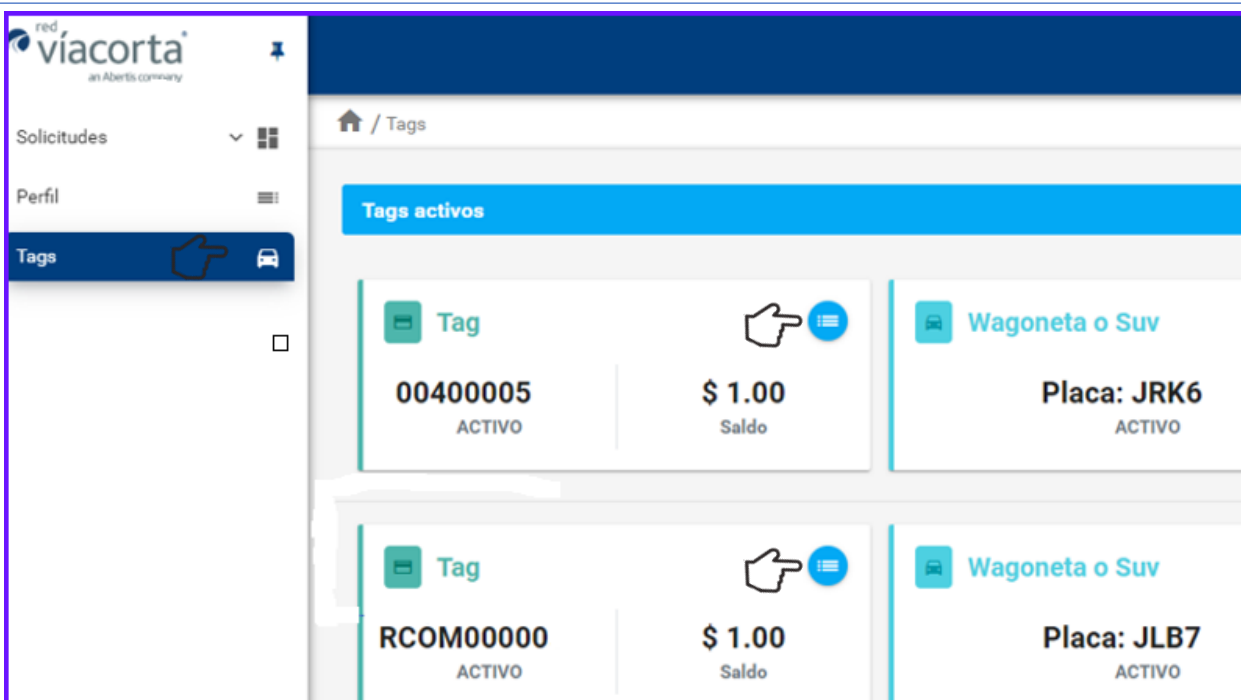 red
víacorta
an Abertis company
Solicitudes
Perfil
Tags
/ Tags
Tags activos
Tag
00400005
ACTIVO
$ 1.00
Saldo
Wagoneta o Suv
Placa: JRK6
ACTIVO
Tag
RCOM00000
ACTIVO
$ 1.00
Saldo
Wagoneta o Suv
Placa: JLB7
ACTIVO